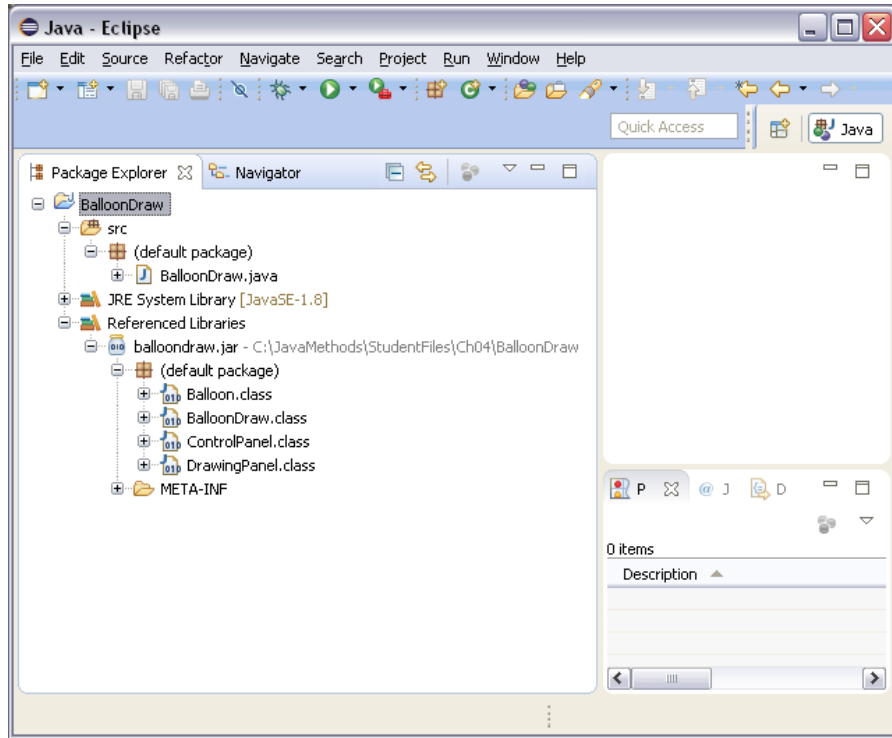 Java - Eclipse
File Edit Source Refactor Navigate Search Project Run Window Help
Quick Access
Java
Package Explorer Navigator
BalloonDraw
src
(default package)
BalloonDraw.java
JRE System Library [JavaSE-1.8]
Referenced Libraries
balloondraw.jar - C:\JavaMethods\StudentFiles\Ch04\BalloonDraw
(default package)
Balloon.class
BalloonDraw.class
ControlPanel.class
DrawingPanel.class
META-INF
P @ J D
0 items
Description